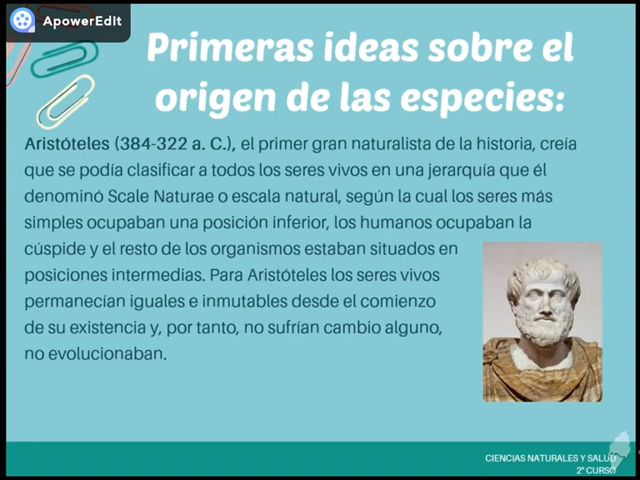 ApowerEdit
Primeras ideas sobre el
origen de las especies:
Aristóteles (384-322 a. C.), el primer gran naturalista de la historia, creía
que se podía clasificar a todos los seres vivos en una jerarquía que él
denominó Scale Naturae o escala natural, según la cual los seres más
simples ocupaban una posición inferior, los humanos ocupaban la
cúspide y el resto de los organismos estaban situados en
posiciones intermedias. Para Aristóteles los seres vivos
permanecían iguales e inmutables desde el comienzo
de su existencia y, por tanto, no sufrían cambio alguno,
no evolucionaban.
CIENCIAS NATURALES Y SALUD
2° CURSO